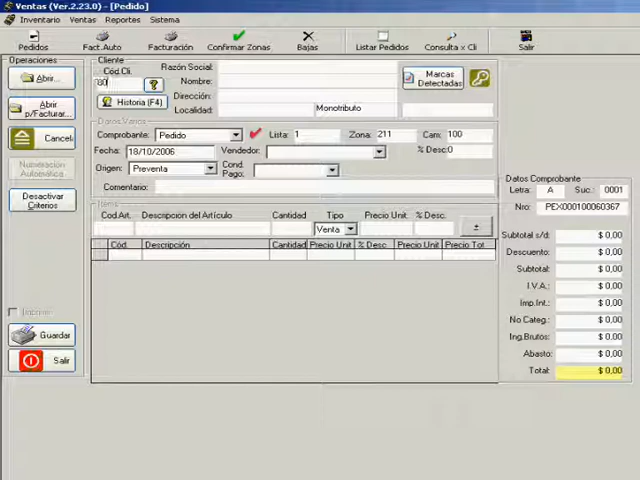 Ventas (Ver.2.23.0) - [Pedido]
Inventario Ventas Reportes Sistema
Pedidos Fact.Auto Facturación Confirmar Zonas Bajas Listar Pedidos Consulta x Cli Salir
Operaciones
Abrir...
Abrir p/Facturar...
Cancel
Numeración Automática
Desactivar Criterios
Imprimir
Guardar
Salir
Cliente
Cód.Cli.
80
?
Historia (F4)
Razón Social:
Nombre:
Dirección:
Localidad:
Monotributo
Marcas Detectadas
Datos Varios
Comprobante: Pedido Lista: 1 Zona: 211 Cam: 100
Fecha: 18/10/2006 Vendedor: % Desc: 0
Origen: Preventa Cond. Pago:
Comentario:
Items
Cod.Art. Descripcion del Artículo Cantidad Tipo Precio Unit % Desc.
Venta ±
Cód. Descripción Cantidad Precio Unit % Desc Precio Unit Precio Tot
Datos Comprobante
Letra: A Suc.: 0001
Nro: PEX000100060367
Subtotal s/d: $ 0,00
Descuento: $ 0,00
Subtotal: $ 0,00
I.V.A.: $ 0,00
Imp.Int.: $ 0,00
No Categ.: $ 0,00
Ing.Brutos: $ 0,00
Abasto: $ 0,00
Total: $ 0,00